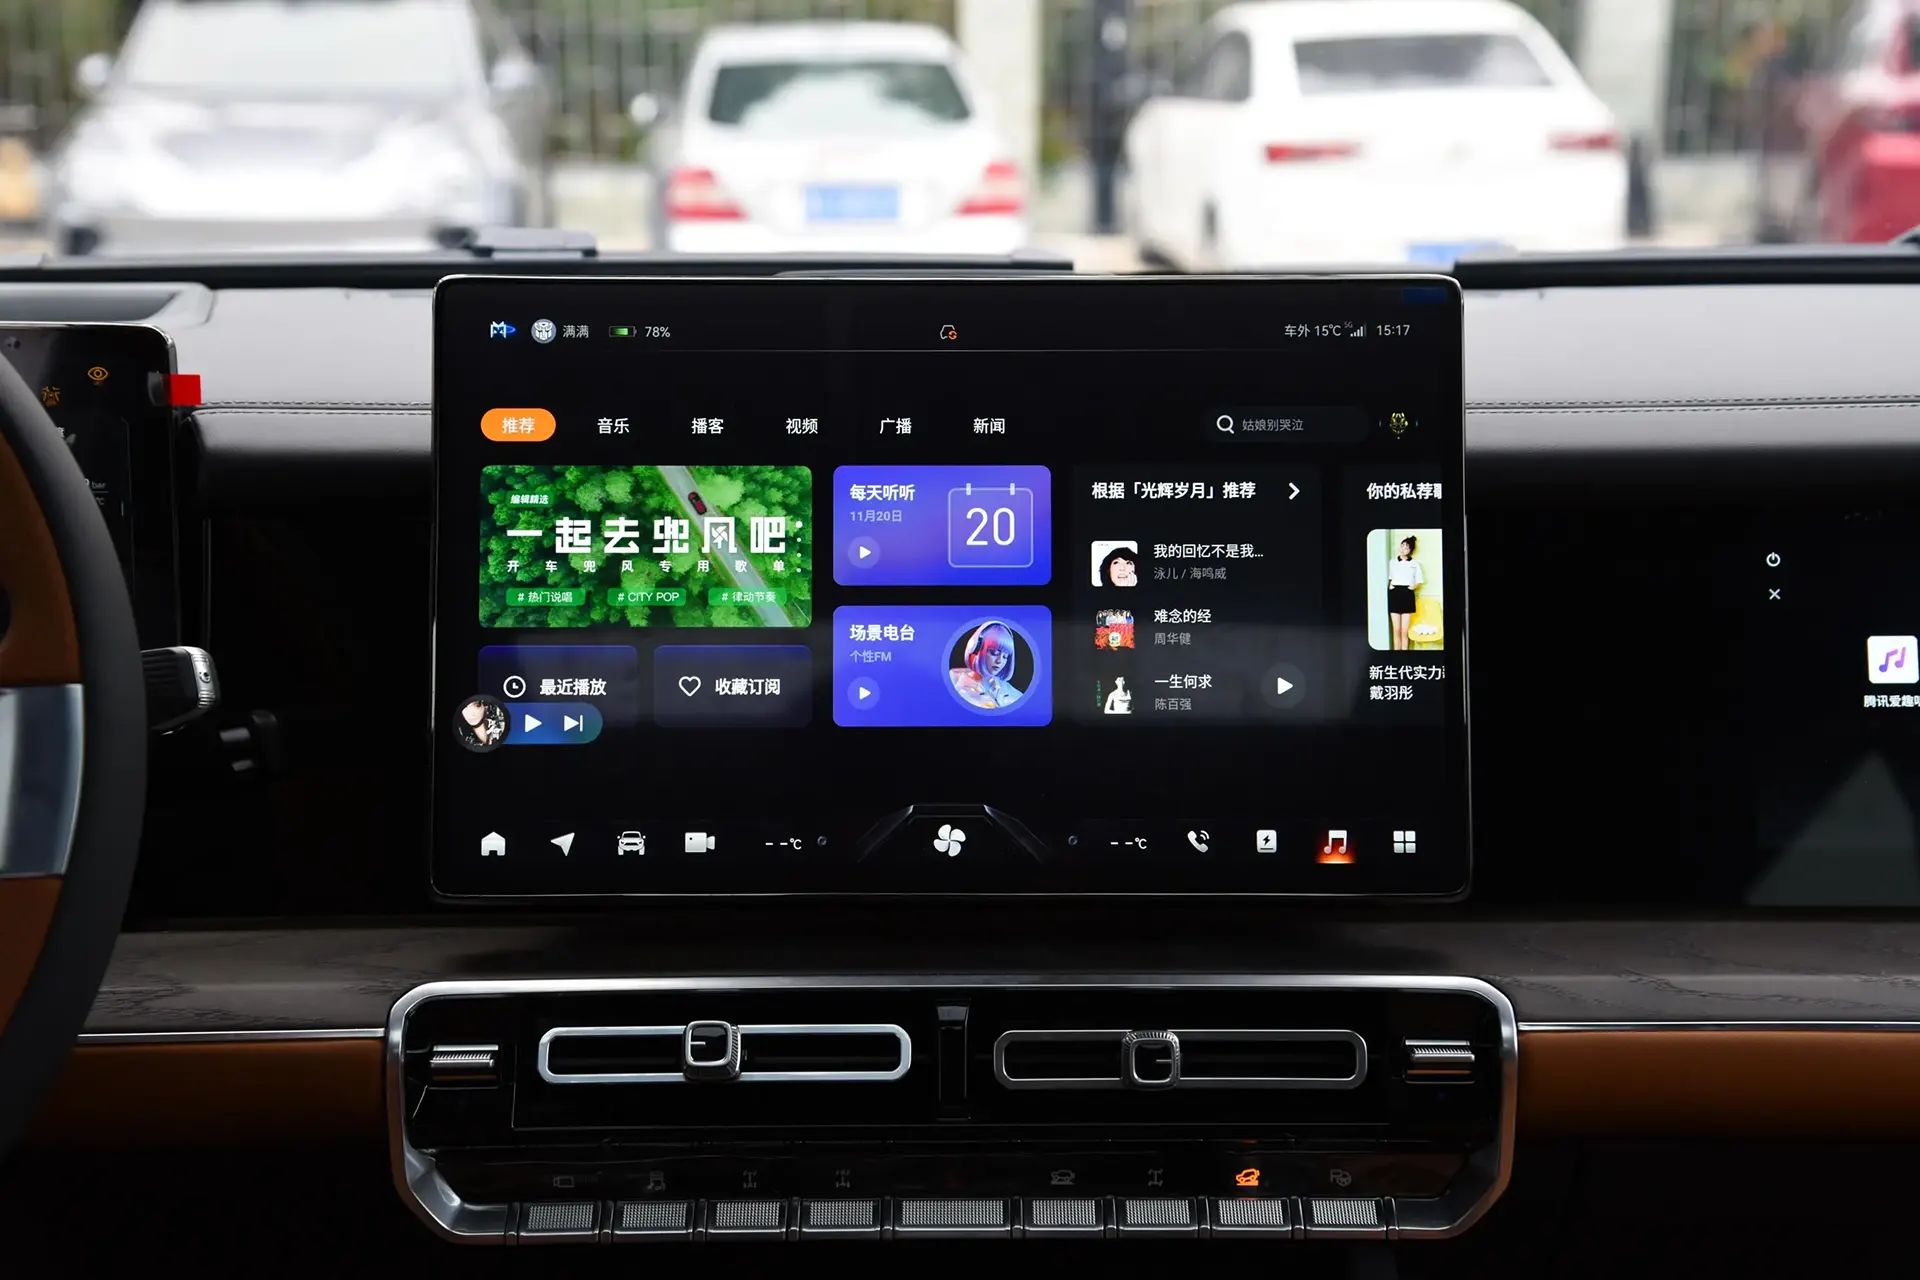 满满 78%
车外 15℃ 5G 15:17
推荐 音乐 播客 视频 广播 新闻
姑娘别哭泣
编辑精选
一起去兜风吧
开车兜风专用歌单
#热门说唱 #CITY POP #律动节奏
最近播放
收藏订阅
每天听听
11月20日
20
场景电台
个性FM
根据「光辉岁月」推荐
我的回忆不是我...
泳儿 / 海鸣威
难念的经
周华健
一生何求
陈百强
你的私荐
新生代实力
戴羽彤
--℃
--℃
腾讯爱趣
bar